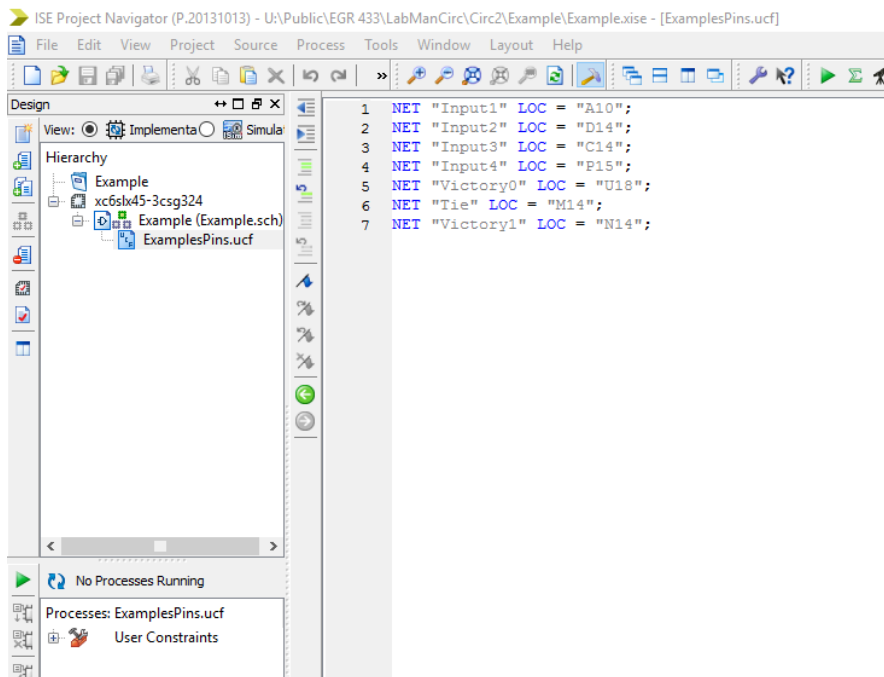 ISE Project Navigator (P.20131013) - U:\Public\EGR 433\LabManCirc\Circ2\Example\Example.xise - [ExamplesPins.ucf]
File Edit View Project Source Process Tools Window Layout Help
Design
View: Implementa Simula
Hierarchy
Example
xc6slx45-3csg324
Example (Example.sch)
ExamplesPins.ucf
No Processes Running
Processes: ExamplesPins.ucf
User Constraints
1 NET "Input1" LOC = "A10";
2 NET "Input2" LOC = "D14";
3 NET "Input3" LOC = "C14";
4 NET "Input4" LOC = "P15";
5 NET "Victory0" LOC = "U18";
6 NET "Tie" LOC = "M14";
7 NET "Victory1" LOC = "N14";